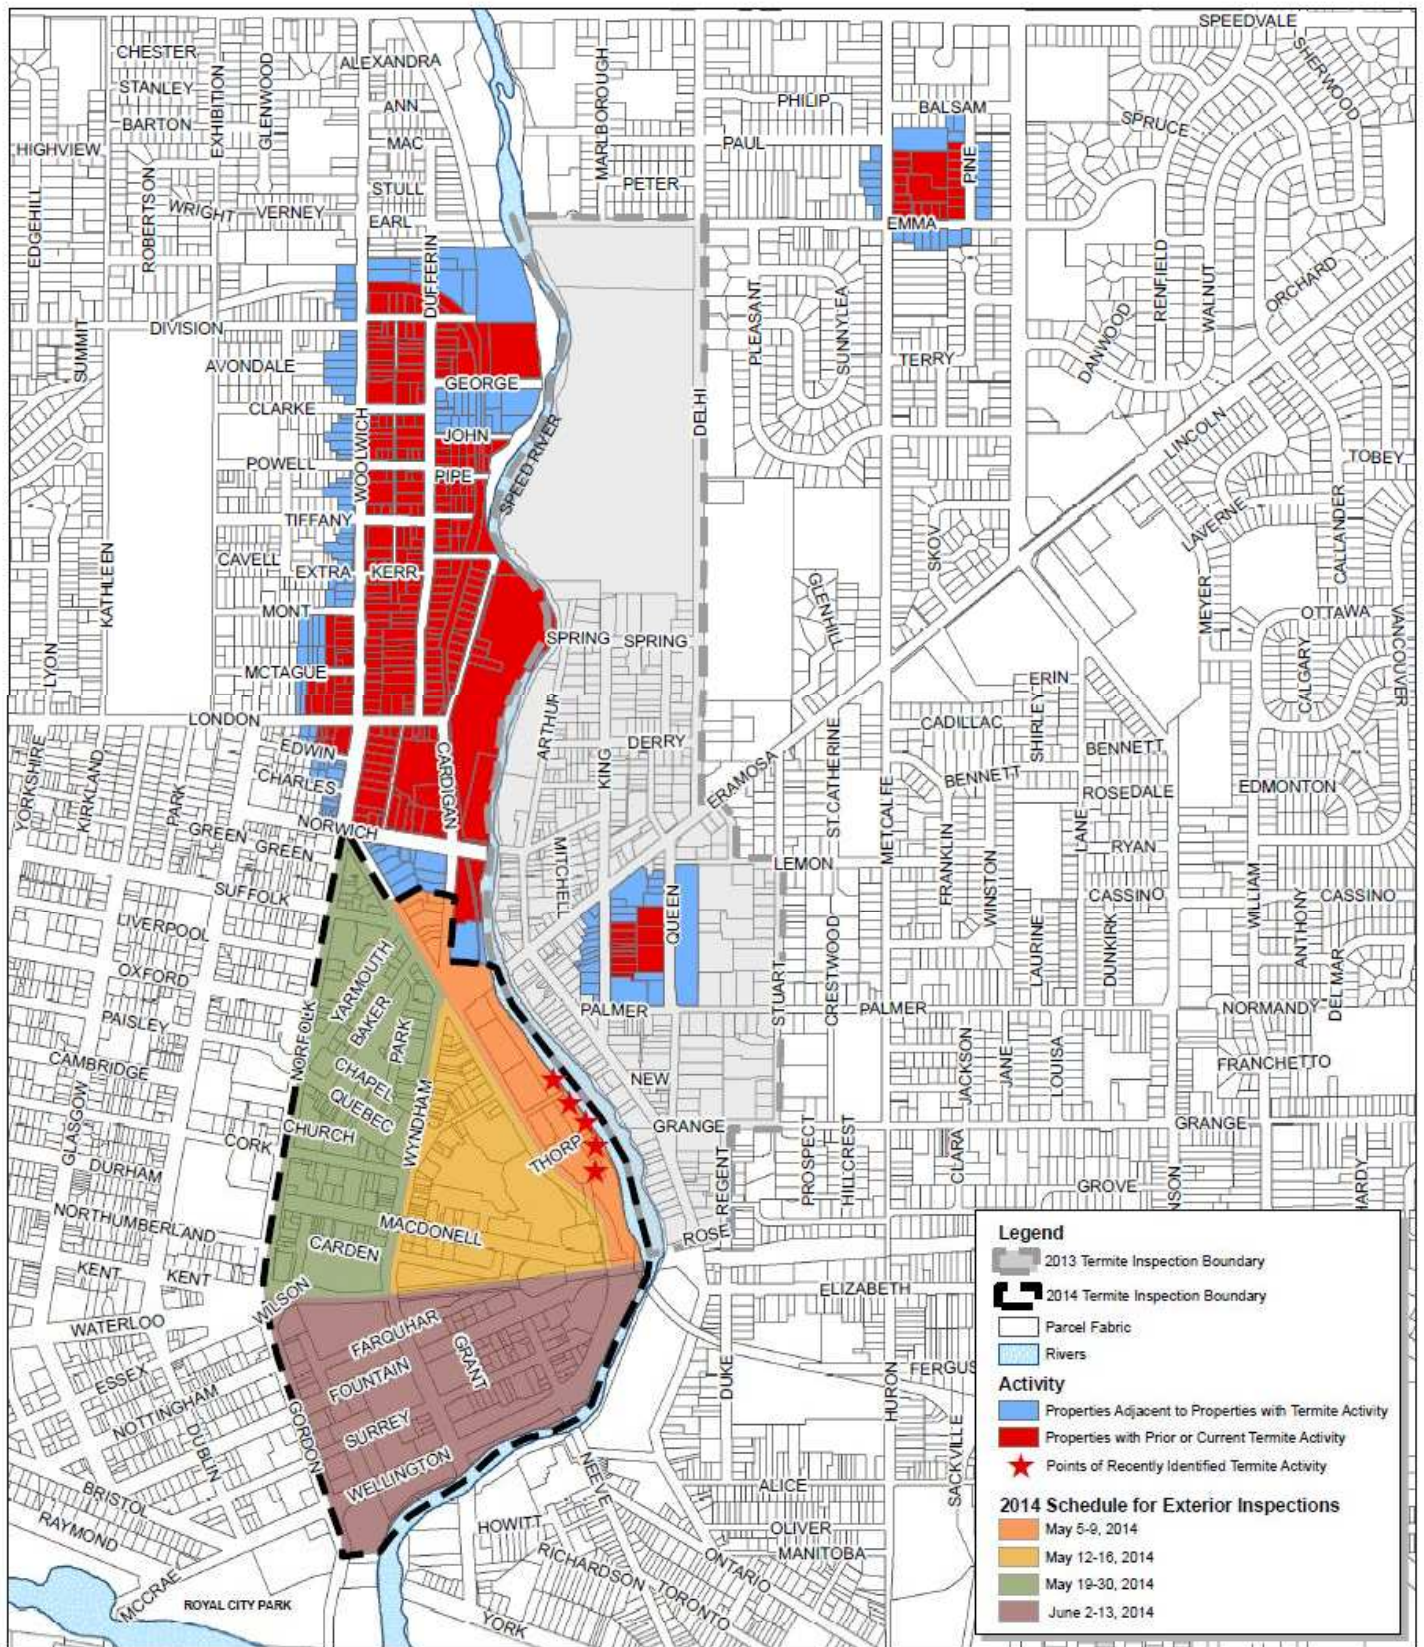 SPEEDVALE
CHESTER
ALEXANDRA
SHERWOOD
STANLEY
EXHIBITION
GLENWOOD
MARLBOROUGH
PHILIP
BALSAM
ANN
BARTON
SPRUCE
HIGHVIEW
MAC
PAUL
PINE
STULL
PETER
EDGEHILL
ROBERTSON
WRIGHT
VERNEY
EARL
EMMA
DUFFERIN
RENFIELD
WALNUT
ORCHARD
PLEASANT
SUNNYLEA
DANWOOD
DIVISION
SUMMIT
AVONDALE
TERRY
GEORGE
CLARKE
DELHI
WOOLWICH
JOHN
LINCOLN
POWELL
PIPE
SPEED RIVER
TOBEY
TIFFANY
LAVERNE
CALLANDER
SKOV
CAVELL
EXTRA
KERR
KATHLEEN
GLENHILL
MEYER
MONT
OTTAWA
VANCOUVER
SPRING
SPRING
CALGARY
LYON
MCTAGUE
ERIN
ARTHUR
SHIRLEY
LONDON
CADILLAC
EDWIN
DERRY
ST.CATHERINE
BENNETT
YORKSHIRE
KIRKLAND
CHARLES
CARDIGAN
KING
ERAMOSA
BENNETT
PARK
METCALFE
ROSEDALE
EDMONTON
NORWICH
GREEN
GREEN
MITCHELL
LANE
FRANKLIN
RYAN
LEMON
SUFFOLK
QUEEN
WINSTON
CASSINO
WILLIAM
CASSINO
LIVERPOOL
CRESTWOOD
LAURINE
DUNKIRK
ANTHONY
DELMAR
OXFORD
YARMOUTH
STUART
PAISLEY
BAKER
PALMER
PALMER
NORMANDY
NORFOLK
PARK
CAMBRIDGE
CHAPEL
NEW
JACKSON
JANE
LOUISA
FRANCHETTO
QUEBEC
GLASGOW
WYNDHAM
CHURCH
CORK
GRANGE
GRANGE
THORP
PROSPECT
HILLCREST
CLARA
DURHAM
REGENT
GROVE
NSON
HARDY
NORTHUMBERLAND
MACDONELL
ROSE
CARDEN
KENT
KENT
ELIZABETH
WILSON
WATERLOO
FARQUHAR
GRANT
ESSEX
FOUNTAIN
DUKE
HURON
FERGUS
NOTTINGHAM
GORDON
SURREY
DUBLIN
WELLINGTON
NEEVE
SACKVILLE
ALICE
BRISTOL
RAYMOND
HOWITT
OLIVER
MANITOBA
RICHARDSON
ONTARIO
TORONTO
MCCRAE
ROYAL CITY PARK
YORK
Legend
2013 Termite Inspection Boundary
2014 Termite Inspection Boundary
Parcel Fabric
Rivers
Activity
Properties Adjacent to Properties with Termite Activity
Properties with Prior or Current Termite Activity
Points of Recently Identified Termite Activity
2014 Schedule for Exterior Inspections
May 5-9, 2014
May 12-16, 2014
May 19-30, 2014
June 2-13, 2014